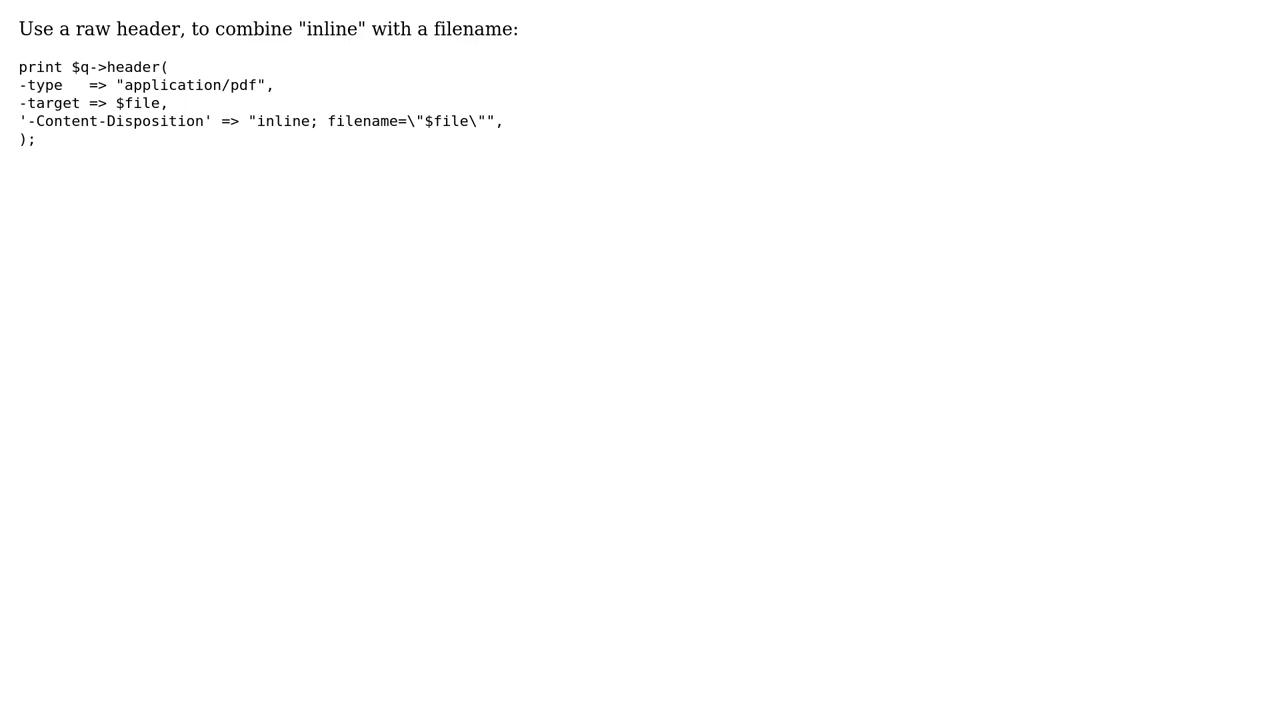 Use a raw header, to combine "inline" with a filename:
print $q->header(
-type   => "application/pdf",
-target => $file,
'-Content-Disposition' => "inline; filename=\"$file\"",
);